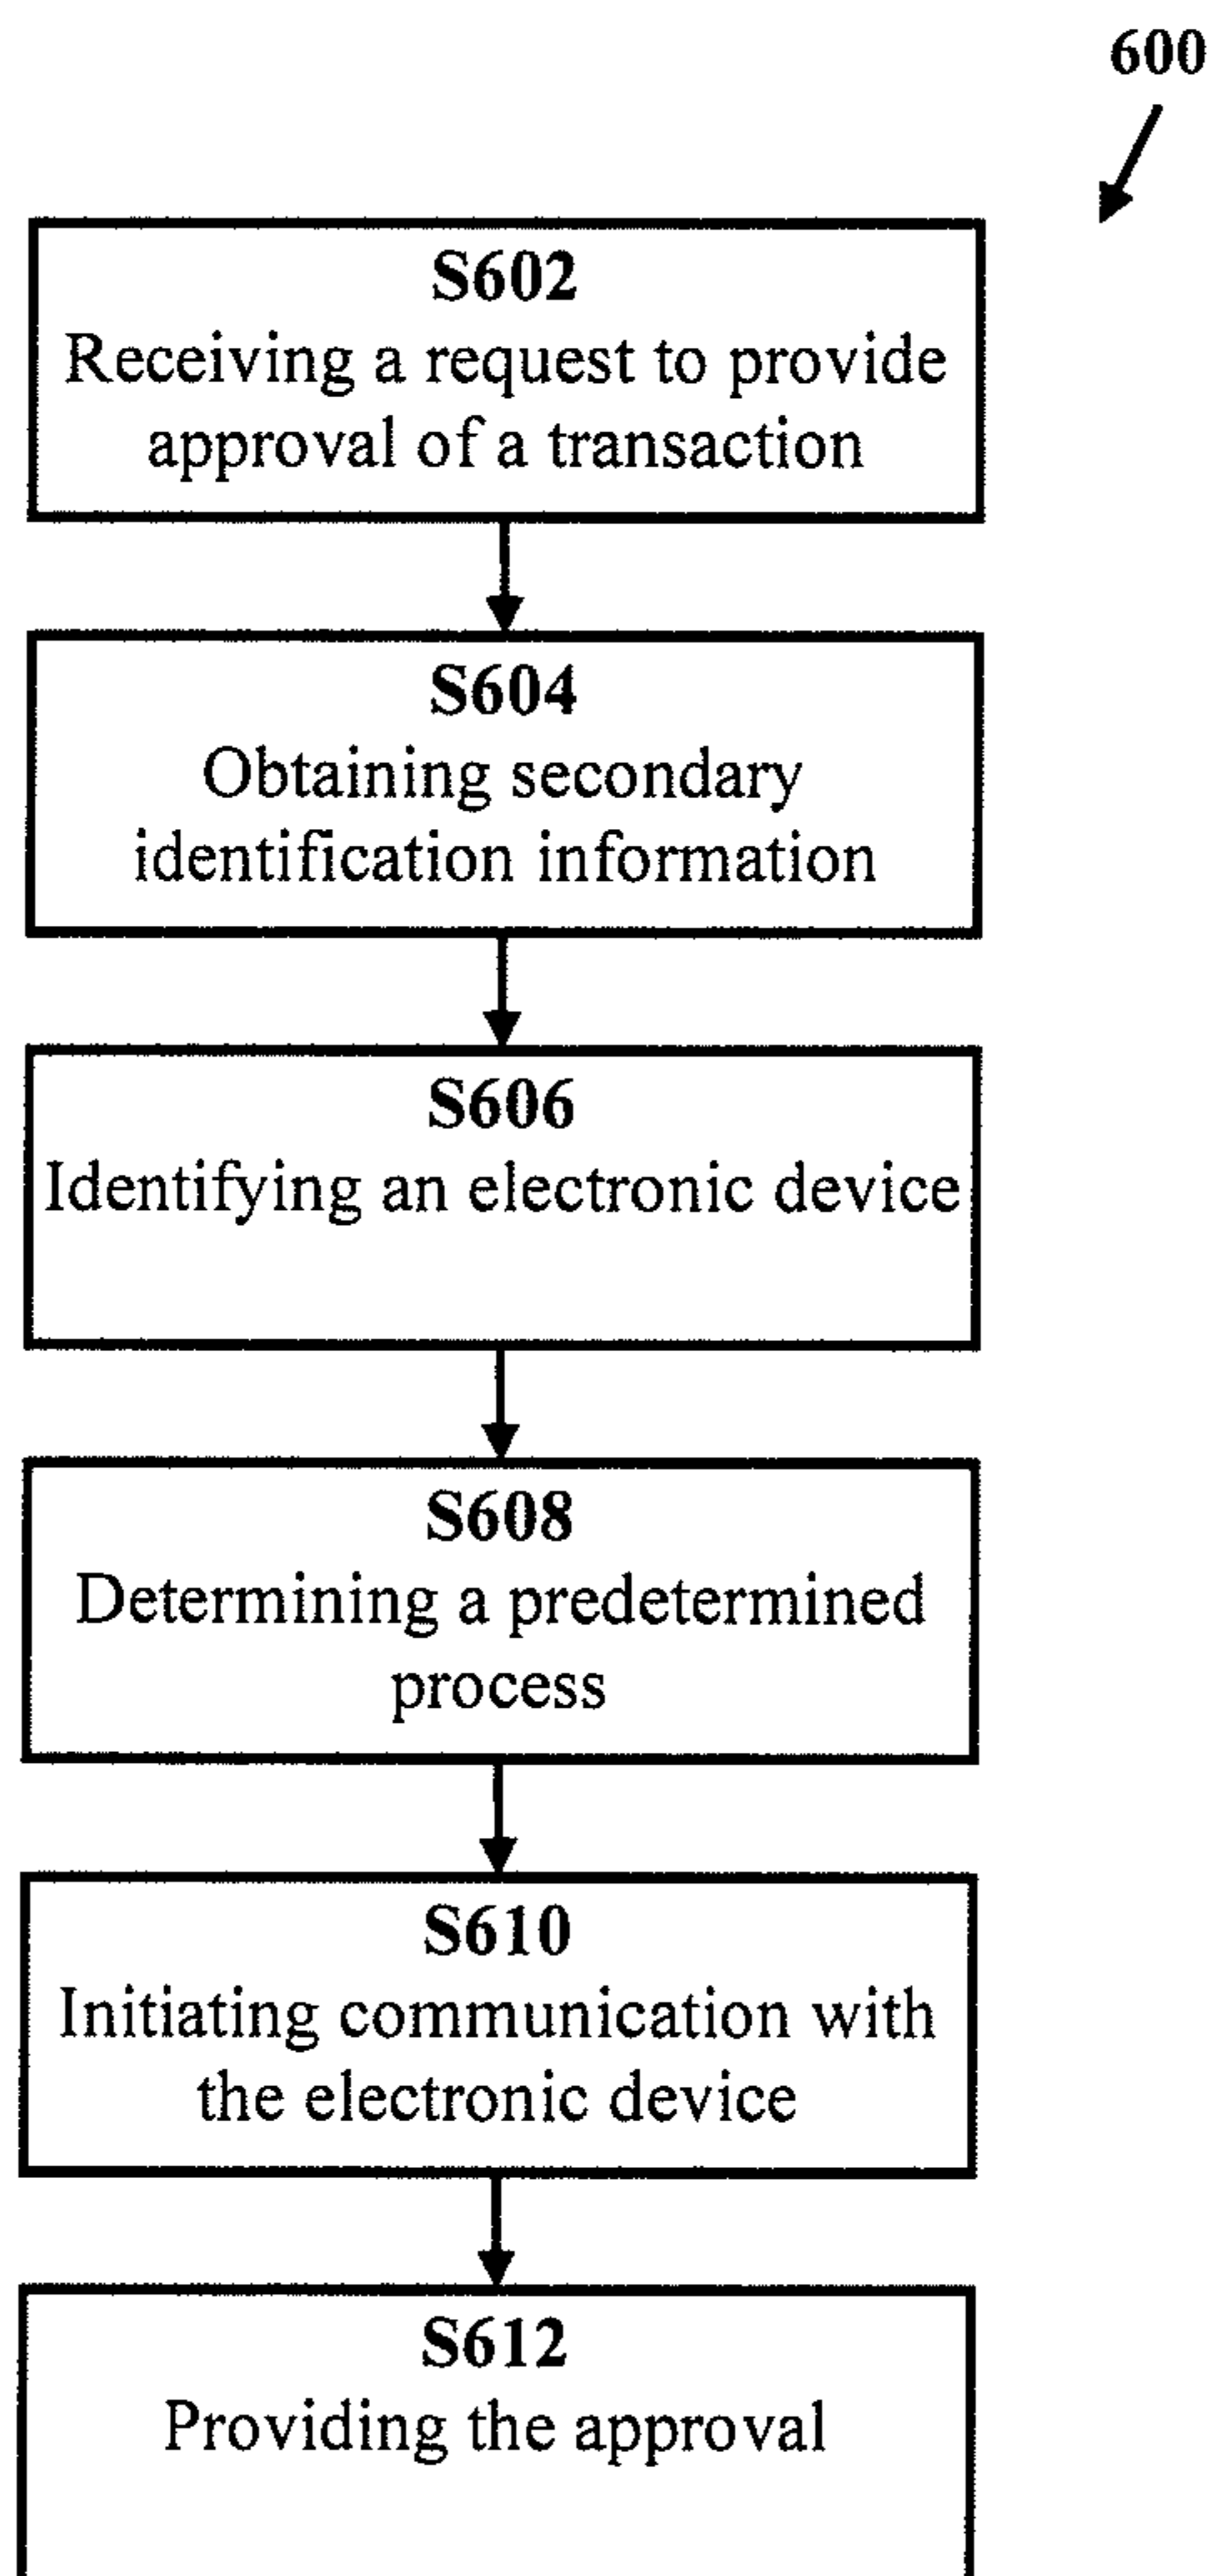 600
S602
Receiving a request to provide
approval of a transaction
S604
Obtaining secondary
identification information
S606
Identifying an electronic device
S608
Determining a predetermined
process
S610
Initiating communication with
the electronic device
S612
Providing the approval